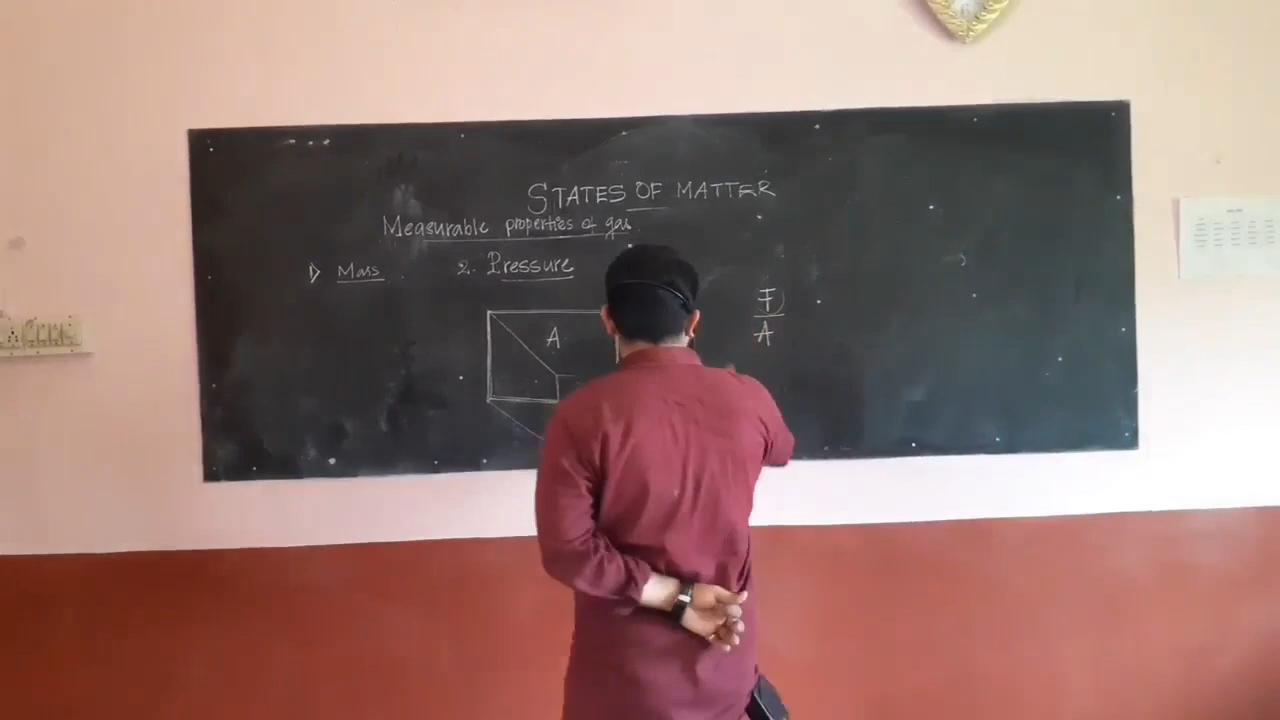 STATES OF MATTER
Measurable properties of gas
1) Mass
2. Pressure
A
F
A